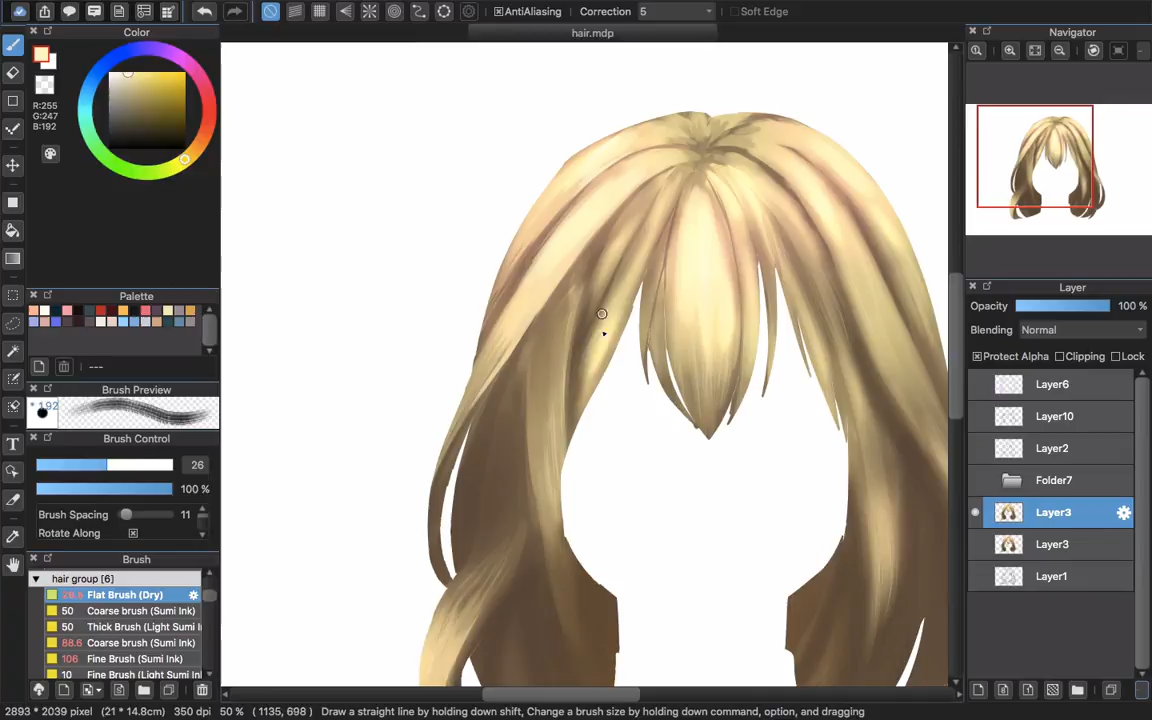 AntiAliasing
Correction
5
Soft Edge
hair.mdp
Color
R:255
G:247
B:192
Palette
---
Brush Preview
* 192
Brush Control
26
100 %
Brush Spacing
11
Rotate Along
Brush
hair group [6]
Flat Brush (Dry)
50 Coarse brush (Sumi Ink)
50 Thick Brush (Light Sumi I
88.6 Coarse brush (Sumi Ink)
106 Fine Brush (Sumi Ink)
10 Fine Brush (Light Sumi Ink
T
Navigator
Layer
Opacity
100 %
Blending
Normal
Protect Alpha
Clipping
Lock
Layer6
Layer10
Layer2
Folder7
Layer3
Layer3
Layer1
2893 * 2039 pixel (21 * 14.8cm) 350 dpi 50 % ( 1135, 698 ) Draw a straight line by holding down shift, Change a brush size by holding down command, option, and dragging